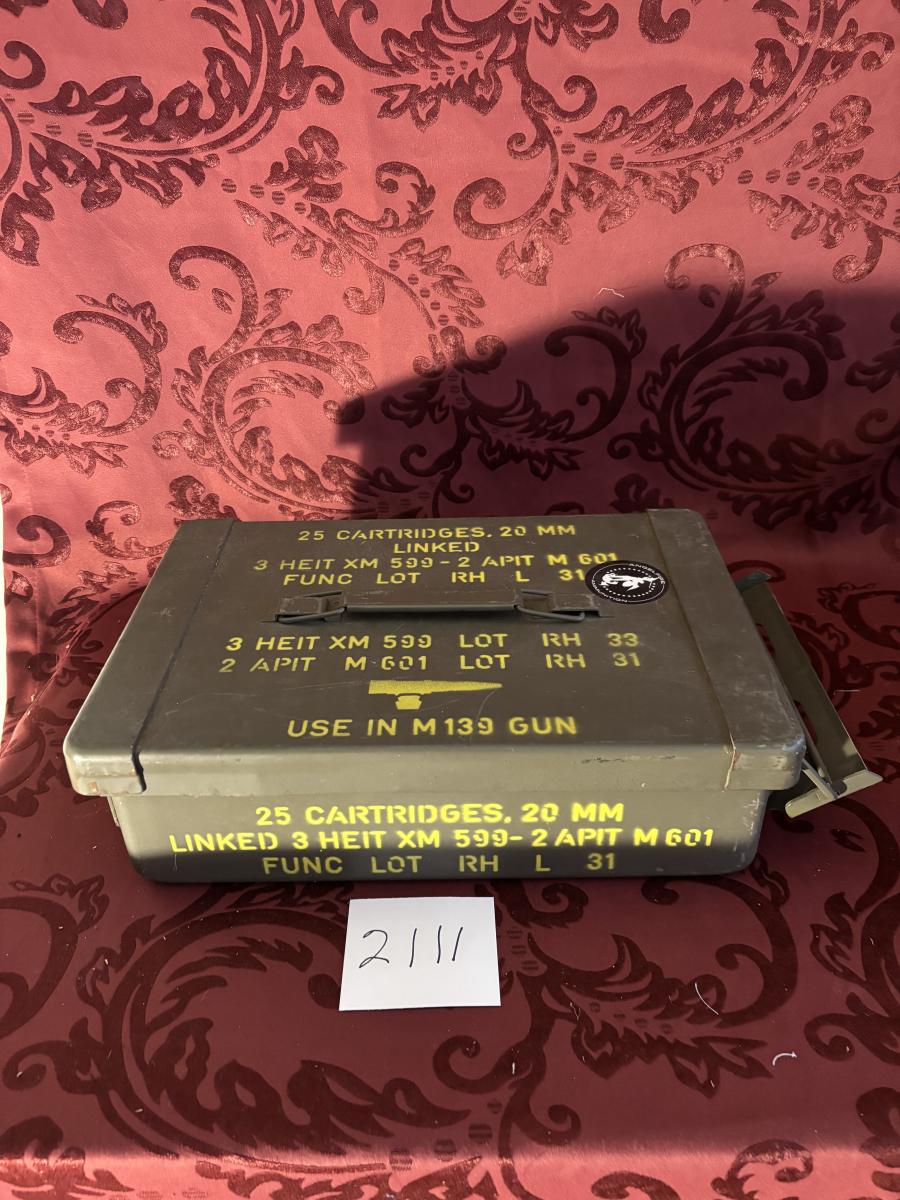 25 CARTRIDGES, 20 MM
LINKED
3 HEIT XM 599-2 APIT M 601
FUNC LOT RH L 31
3 HEIT XM 599 LOT RH 33
2 APIT M 601 LOT RH 31
USE IN M 139 GUN
25 CARTRIDGES, 20 MM
LINKED 3 HEIT XM 599-2 APIT M 601
FUNC LOT RH L 31
2111